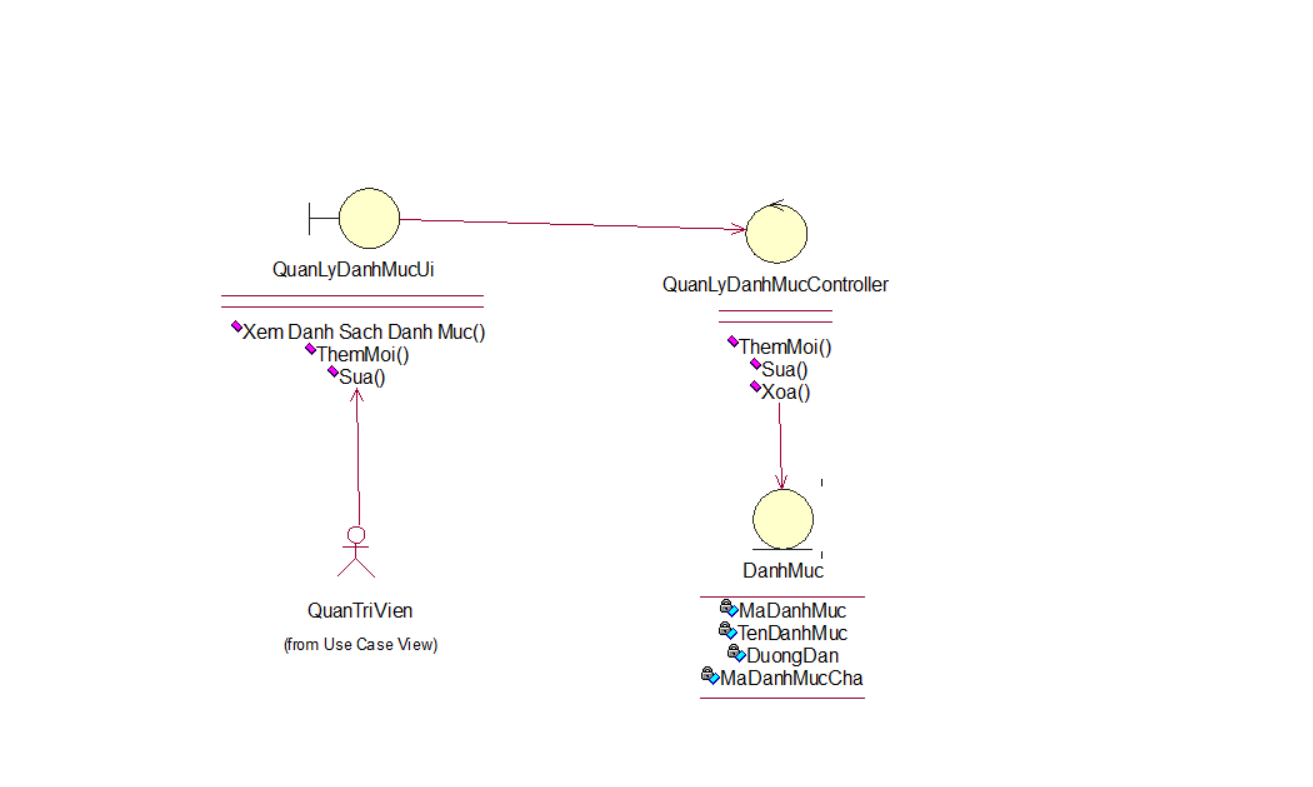 QuanLyDanhMucUi
Xem Danh Sach Danh Muc()
ThemMoi()
Sua()
QuanTriVien
(from Use Case View)
QuanLyDanhMucController
ThemMoi()
Sua()
Xoa()
DanhMuc
MaDanhMuc
TenDanhMuc
DuongDan
MaDanhMucCha